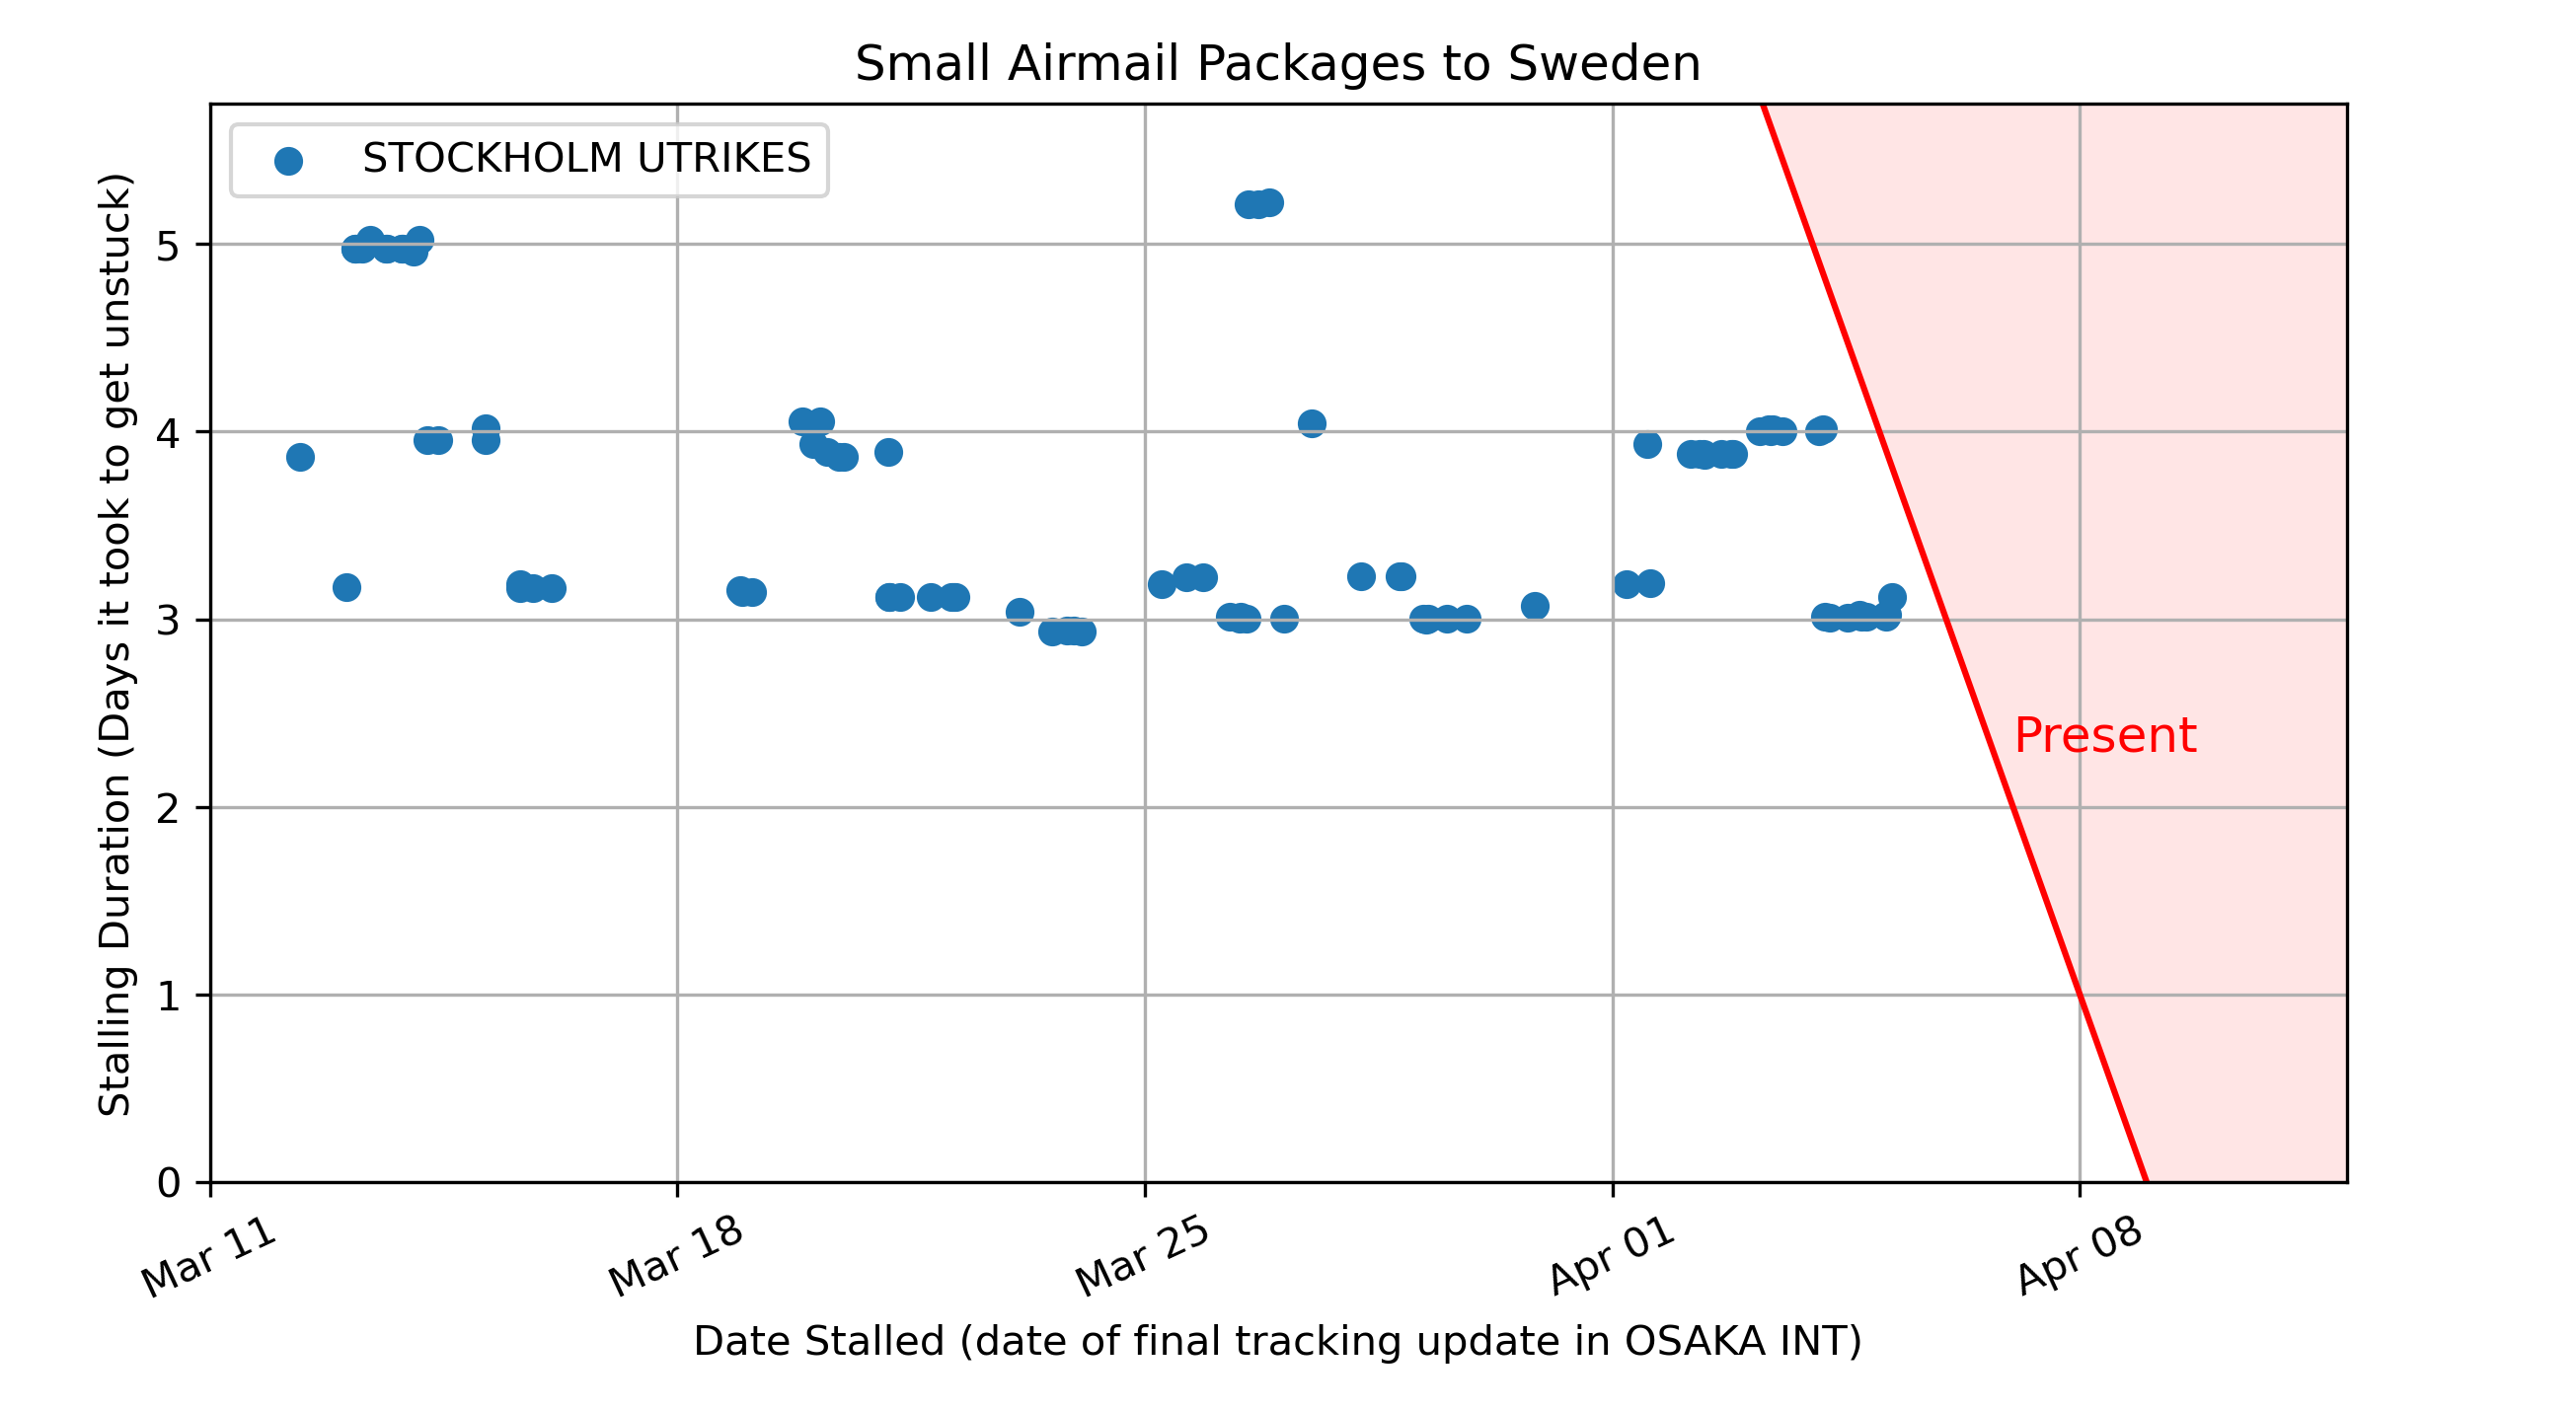 Small Airmail Packages to Sweden
STOCKHOLM UTRIKES
Stalling Duration (Days it took to get unstuck)
5
4
3
2
1
0
Present
Mar 11
Mar 18
Mar 25
Apr 01
Apr 08
Date Stalled (date of final tracking update in OSAKA INT)